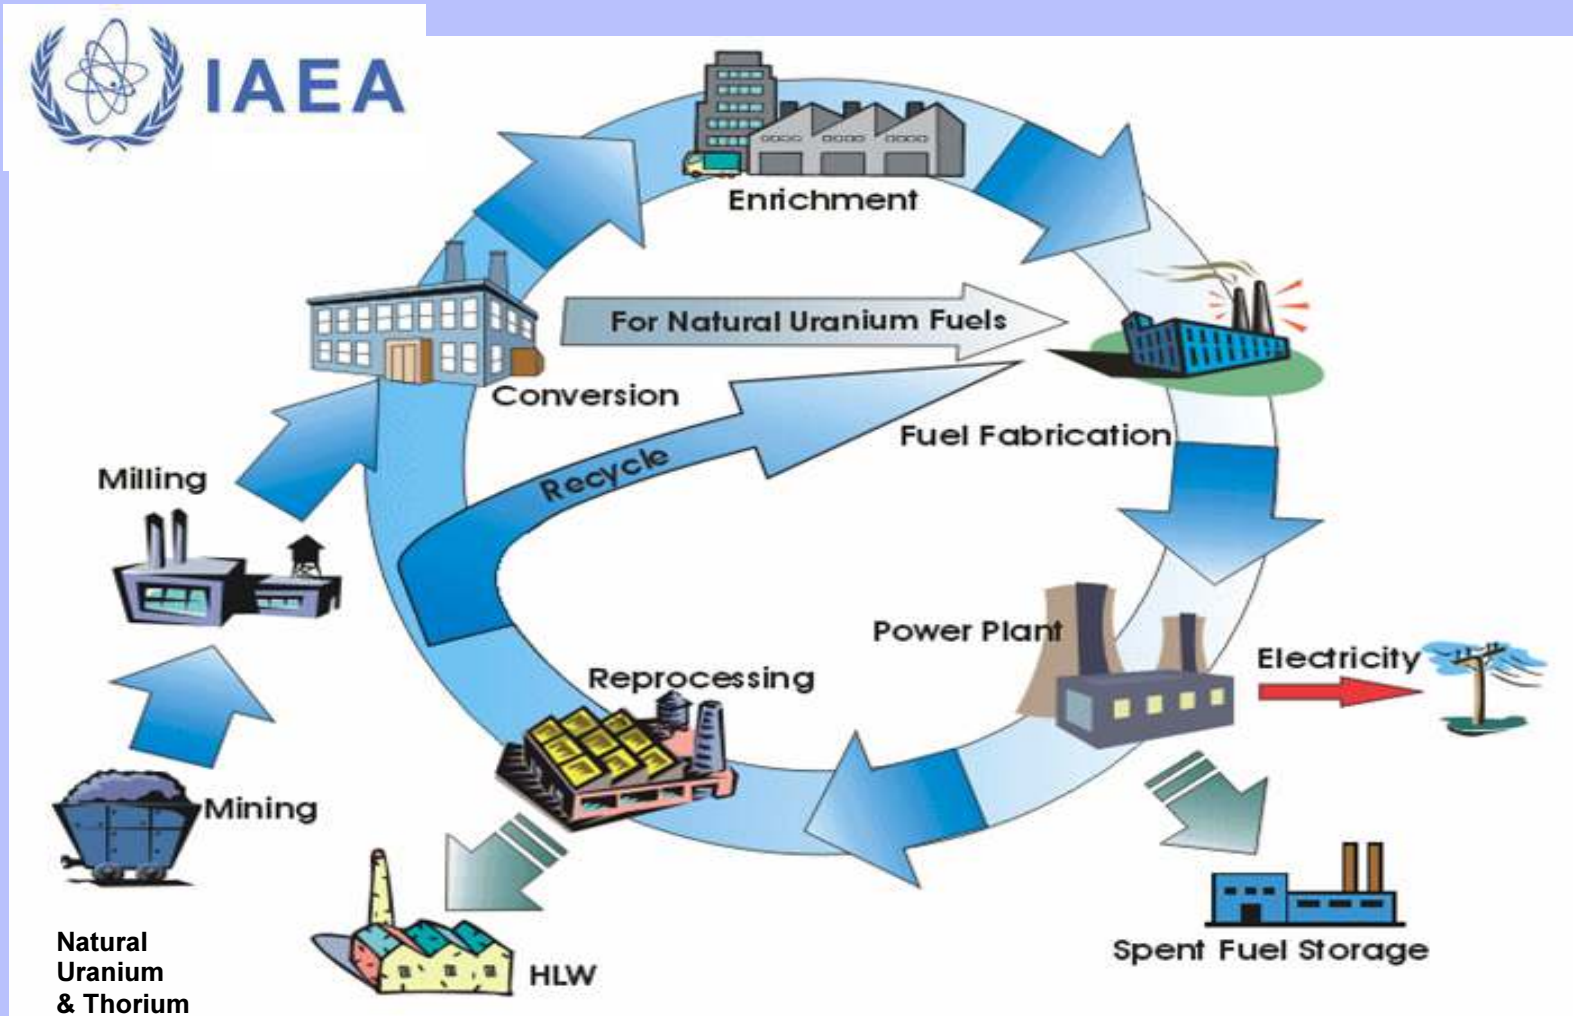 IAEA
Enrichment
For Natural Uranium Fuels
Conversion
Fuel Fabrication
Recycle
Milling
Power Plant
Electricity
Reprocessing
Mining
Natural
Uranium
& Thorium
HLW
Spent Fuel Storage